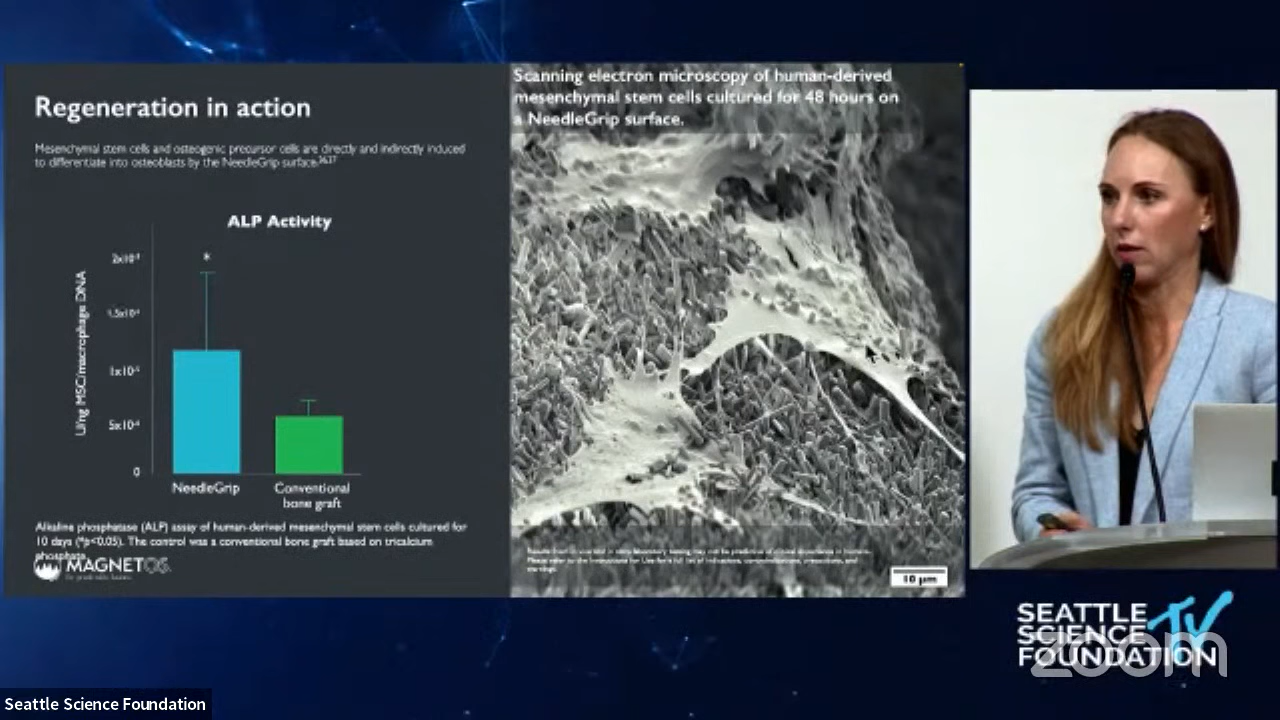 Regeneration in action
Mesenchymal stem cells and osteogenic precursor cells are directly and indirectly induced
to differentiate into osteoblasts by the NeedleGrip surface.
ALP Activity
*
U/ng MSC/macrophage DNA
0
NeedleGrip
Conventional
bone graft
Alkaline phosphatase (ALP) assay of human-derived mesenchymal stem cells cultured for
10 days (*p<0.05). The control was a conventional bone graft based on tricalcium
phosphate.
MAGNETOS
Scanning electron microscopy of human-derived
mesenchymal stem cells cultured for 48 hours on
a NeedleGrip surface.
10 µm
SEATTLE
SCIENCE
FOUNDATION
TV
zoom
Seattle Science Foundation